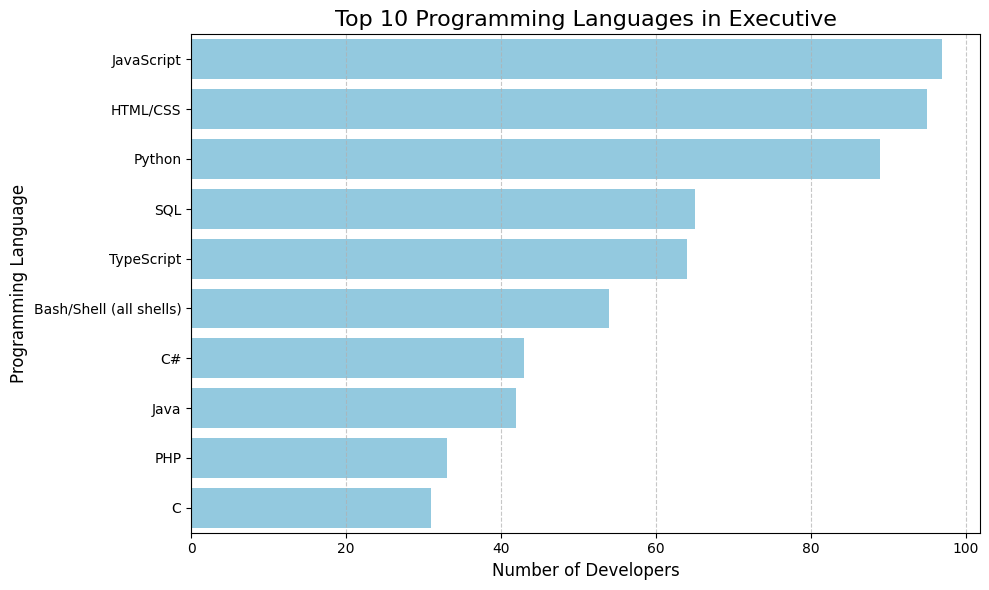 Top 10 Programming Languages in Executive
Programming Language
JavaScript
HTML/CSS
Python
SQL
TypeScript
Bash/Shell (all shells)
C#
Java
PHP
C
0 20 40 60 80 100
Number of Developers